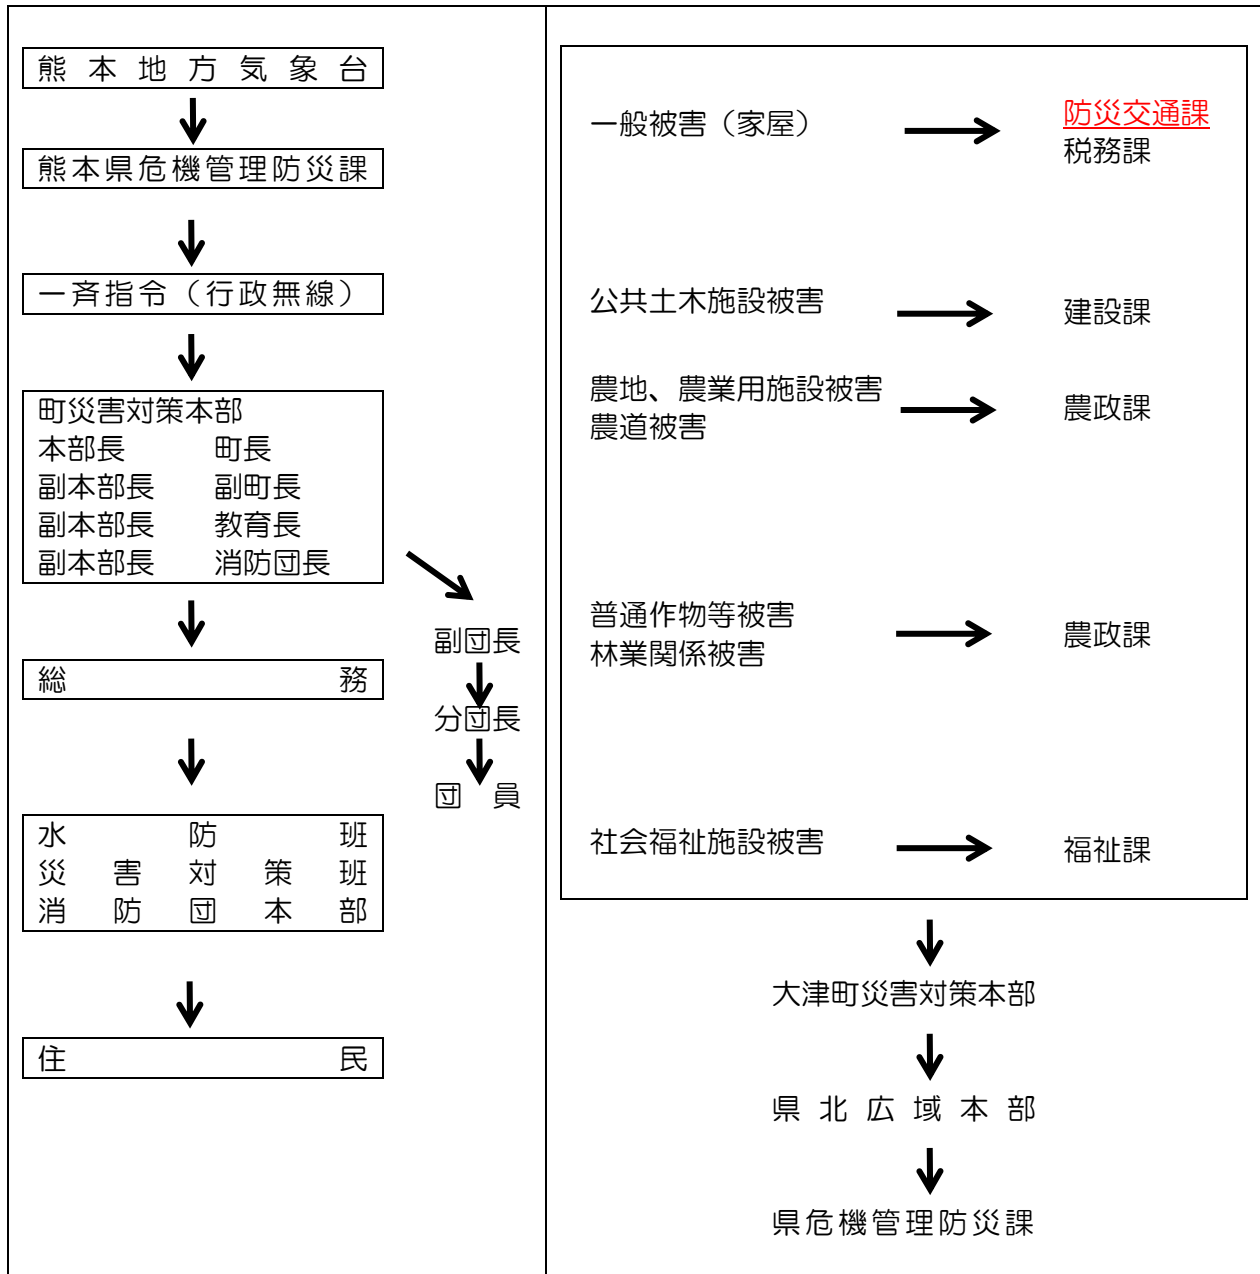 熊本地方気象台
熊本県危機管理防災課
一斉指令（行政無線）
町災害対策本部
本部長 町長
副本部長 副町長
副本部長 教育長
副本部長 消防団長
副団長
分団長
団員
総務
水防班
災害対策班
消防団本部
住民
一般被害（家屋）
防災交通課
税務課
公共土木施設被害
建設課
農地、農業用施設被害
農道被害
農政課
普通作物等被害
林業関係被害
農政課
社会福祉施設被害
福祉課
大津町災害対策本部
県北広域本部
県危機管理防災課